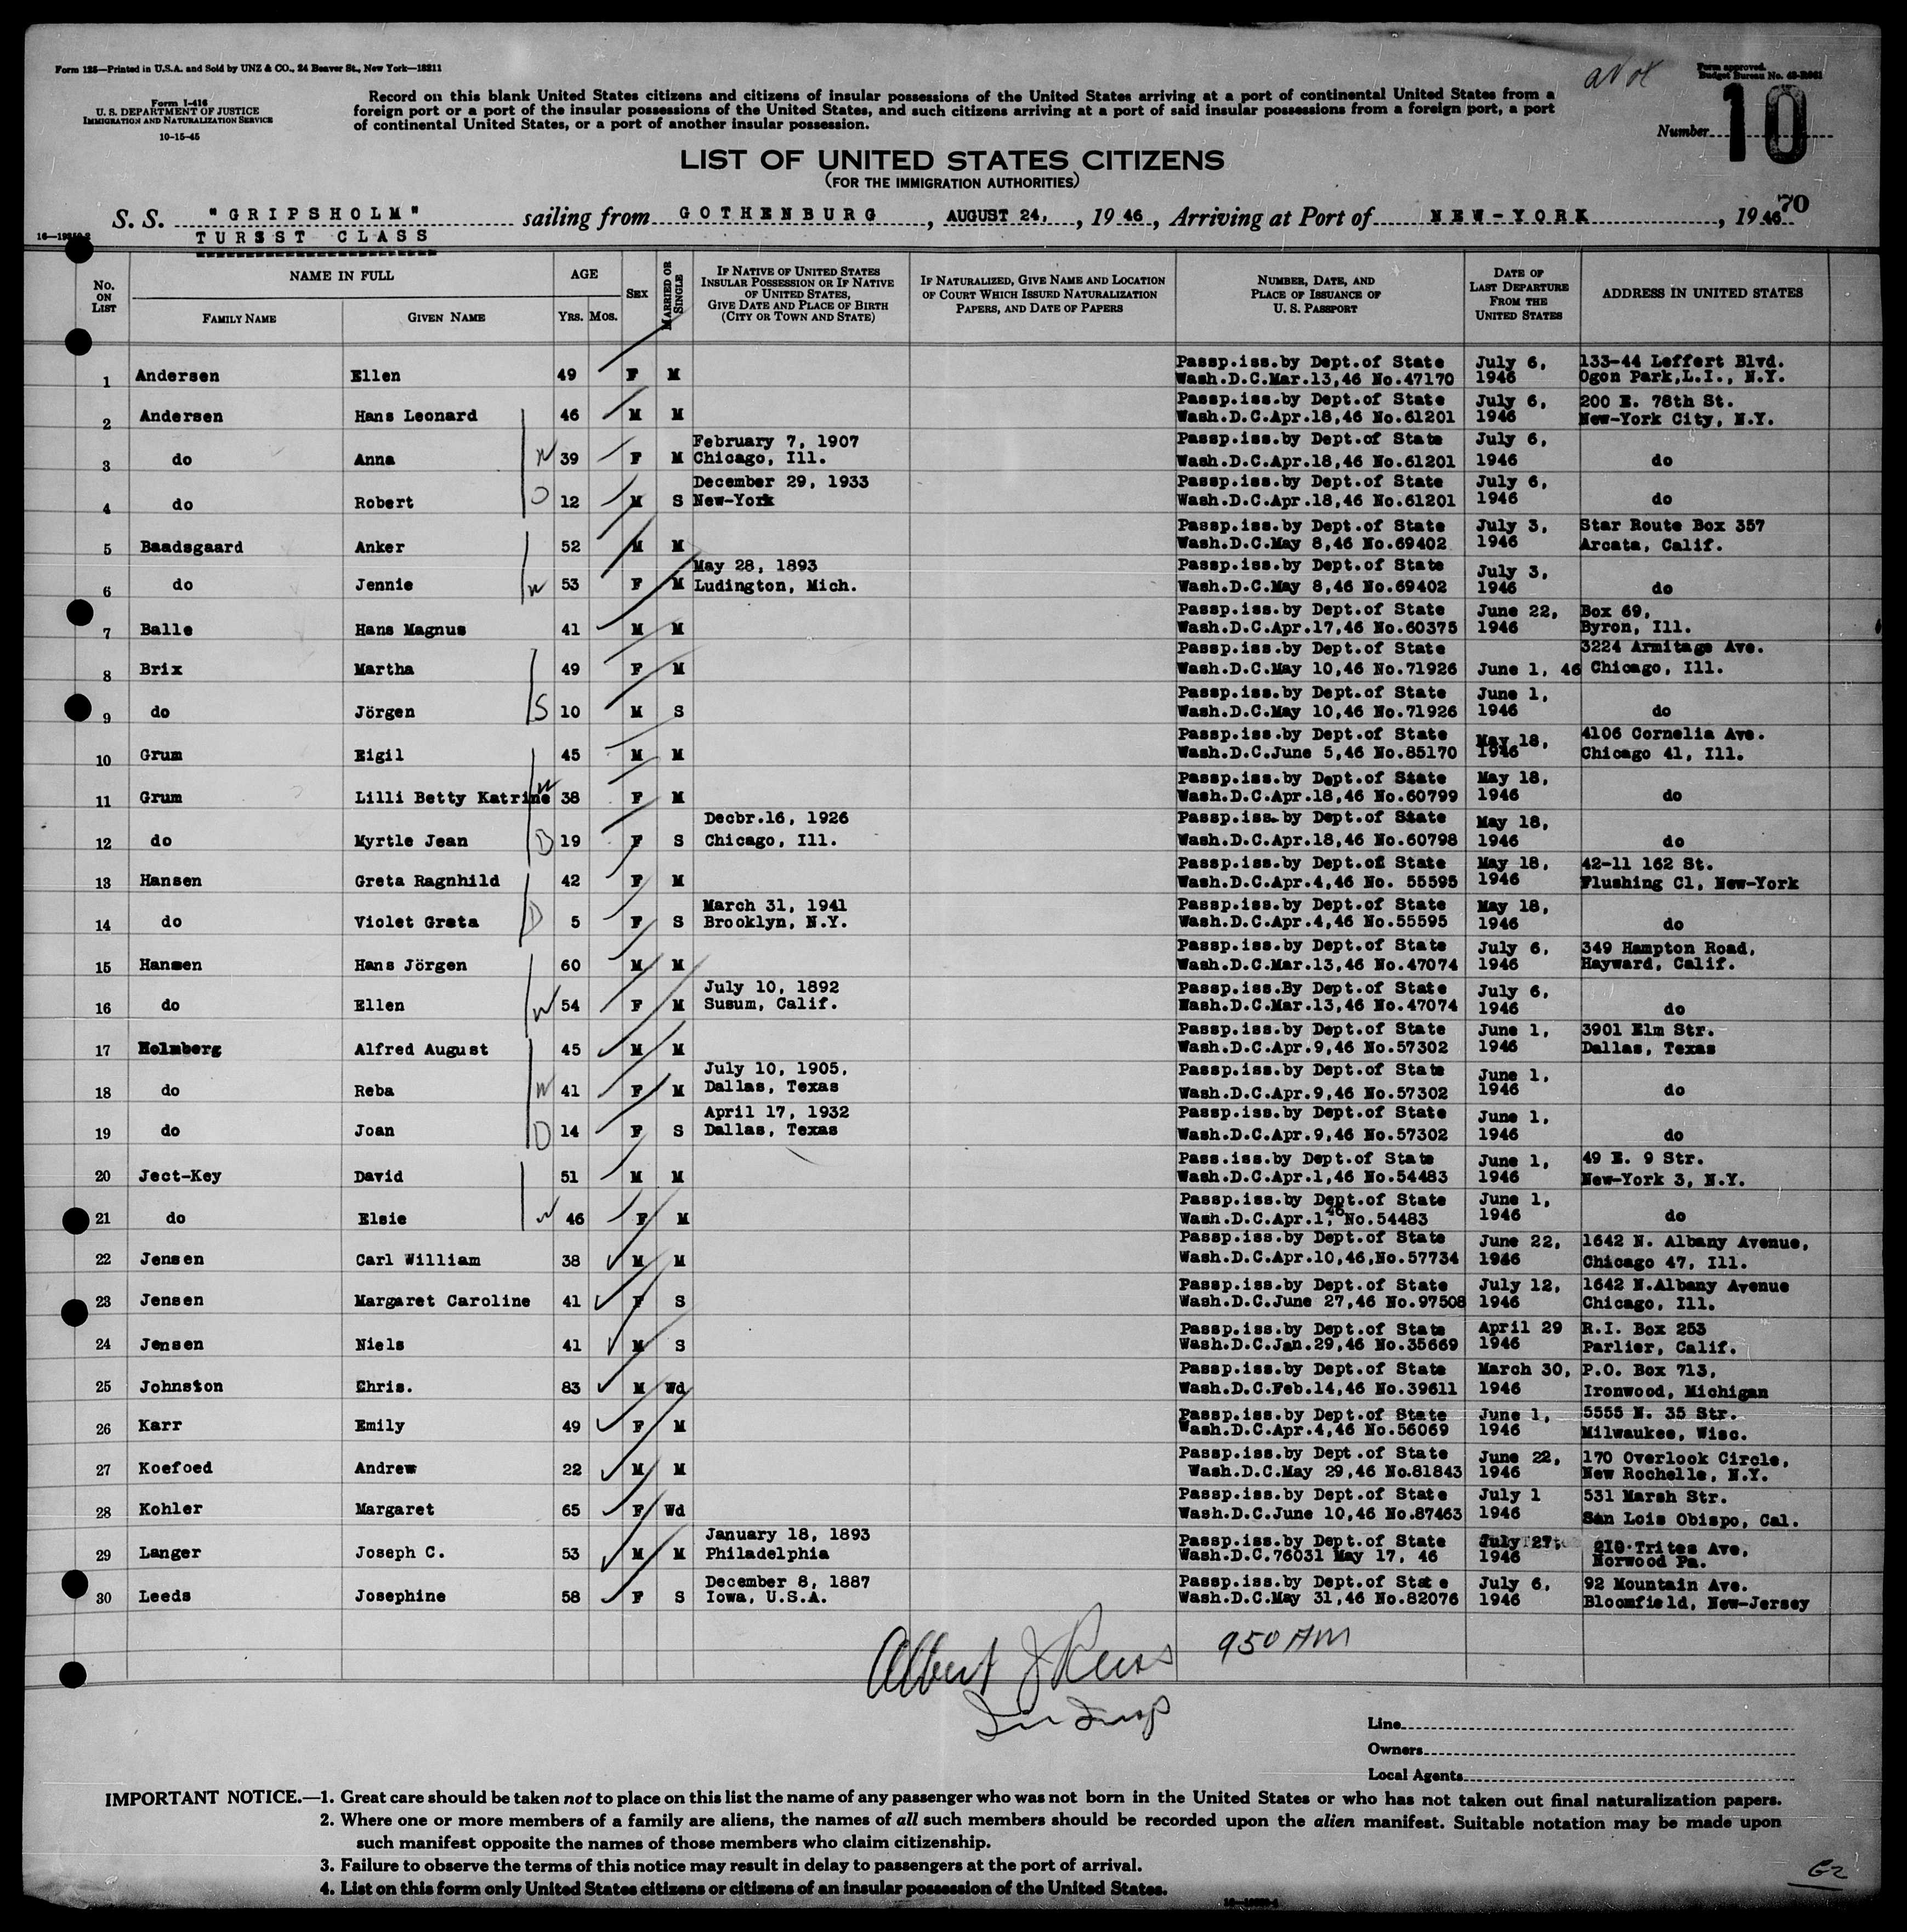 Form 125—Printed in U.S.A. and Sold by UNZ & CO., 24 Beaver St., New York—18211
Form approved.
Budget Bureau No. 43-R061
Form I-416
U. S. DEPARTMENT OF JUSTICE
IMMIGRATION AND NATURALIZATION SERVICE
10-15-45
Record on this blank United States citizens and citizens of insular possessions of the United States arriving at a port of continental United States from a
foreign port or a port of the insular possessions of the United States, and such citizens arriving at a port of said insular possessions from a foreign port, a port
of continental United States, or a port of another insular possession.
Number 10
LIST OF UNITED STATES CITIZENS
(FOR THE IMMIGRATION AUTHORITIES)
S. S. "GRIPSHOLM" sailing from GOTHENBURG, AUGUST 24, 1946, Arriving at Port of NEW-YORK, 1946 70
TURSST CLASS
No. ON LIST NAME IN FULL FAMILY NAME GIVEN NAME AGE YRS. MOS. SEX MARRIED OR SINGLE IF NATIVE OF UNITED STATES INSULAR POSSESSION OR IF NATIVE OF UNITED STATES, GIVE DATE AND PLACE OF BIRTH (CITY OR TOWN AND STATE) IF NATURALIZED, GIVE NAME AND LOCATION OF COURT WHICH ISSUED NATURALIZATION PAPERS, AND DATE OF PAPERS NUMBER, DATE, AND PLACE OF ISSUANCE OF U. S. PASSPORT DATE OF LAST DEPARTURE FROM THE UNITED STATES ADDRESS IN UNITED STATES
1 Andersen Ellen 49 F M Passp.iss.by Dept.of State Wash.D.C.Mar.13,46 No.47170 July 6, 1946 133-44 Leffert Blvd. Ogon Park,L.I., N.Y.
2 Andersen Hans Leonard 46 M M Passp.iss.by Dept.of State Wash.D.C.Apr.18,46 No.61201 July 6, 1946 200 E. 78th St. New-York City, N.Y.
3 do Anna W 39 F M February 7, 1907 Chicago, Ill. Passp.iss.by Dept.of State Wash.D.C.Apr.18,46 No.61201 July 6, 1946 do
4 do Robert 12 M S December 29, 1933 New-York Passp.iss.by Dept.of State Wash.D.C.Apr.18,46 No.61201 July 6, 1946 do
5 Baadsgaard Anker 52 M M Passp.iss.by Dept.of State Wash.D.C.May 8,46 No.69402 July 3, 1946 Star Route Box 357 Arcata, Calif.
6 do Jennie W 53 F M May 28, 1893 Ludington, Mich. Passp.iss.by Dept.of State Wash.D.C.May 8,46 No.69402 July 3, 1946 do
7 Balle Hans Magnus 41 M M Passp.iss.by Dept.of State Wash.D.C.Apr.17,46 No.60375 June 22, 1946 Box 69, Byron, Ill.
8 Brix Martha 49 F M Passp.iss.by Dept.of State Wash.D.C.May 10,46 No.71926 June 1, 46 3224 Armitage Ave. Chicago, Ill.
9 do Jörgen S 10 M S Passp.iss.by Dept.of State Wash.D.C.May 10,46 No.71926 June 1, 1946 do
10 Grum Eigil 45 M M Passp.iss.by Dept.of State Wash.D.C.June 5,46 No.85170 May 18, 1946 4106 Cornelia Ave. Chicago 41, Ill.
11 Grum Lilli Betty Katrine W 38 F M Passp.iss.by Dept.of State Wash.D.C.Apr.18,46 No.60799 May 18, 1946 do
12 do Myrtle Jean D 19 F S Decbr.16, 1926 Chicago, Ill. Passp.iss.by Dept.of State Wash.D.C.Apr.18,46 No.60798 May 18, 1946 do
13 Hansen Greta Ragnhild 42 F M Passp.iss.by Dept.of State Wash.D.C.Apr.4,46 No. 55595 May 18, 1946 42-11 162 St. Flushing Cl, New-York
14 do Violet Greta D 5 F S March 31, 1941 Brooklyn, N.Y. Passp.iss.by Dept.of State Wash.D.C.Apr.4,46 No.55595 May 18, 1946 do
15 Hansen Hans Jörgen 60 M M Passp.iss.by Dept.of State Wash.D.C.Mar.13,46 No.47074 July 6, 1946 349 Hampton Road, Hayward, Calif.
16 do Ellen W 54 F M July 10, 1892 Susum, Calif. Passp.iss.By Dept.of State Wash.D.C.Mar.13,46 No.47074 July 6, 1946 do
17 Holmberg Alfred August 45 M M Passp.iss.by Dept.of State Wash.D.C.Apr.9,46 No.57302 June 1, 1946 3901 Elm Str. Dallas, Texas
18 do Reba W 41 F M July 10, 1905, Dallas, Texas Passp.iss.by Dept.of State Wash.D.C.Apr.9,46 No.57302 June 1, 1946 do
19 do Joan D 14 F S April 17, 1932 Dallas, Texas Passp.iss.by Dept.of State Wash.D.C.Apr.9,46 No.57302 June 1, 1946 do
20 Ject-Key David 51 M M Pass.iss.by Dept.of State Wash.D.C.Apr.1,46 No.54483 June 1, 1946 49 E. 9 Str. New-York 3, N.Y.
21 do Elsie W 46 F M Passp.iss.by Dept.of State Wash.D.C.Apr.1,46 No.54483 June 1, 1946 do
22 Jensen Carl William 38 M M Passp.iss.by Dept.of State Wash.D.C.Apr.10,46,No.57734 June 22, 1946 1642 N. Albany Avenue, Chicago 47, Ill.
23 Jensen Margaret Caroline 41 F S Passp.iss.by Dept.of State Wash.D.C.June 27,46 No.97508 July 12, 1946 1642 N.Albany Avenue Chicago, Ill.
24 Jensen Niels 41 M S Passp.iss.by Dept.of State Wash.D.C.Jan.29,46 No.35669 April 29 1946 R.I. Box 253 Parlier, Calif.
25 Johnston Chris. 83 M Wd Passp.iss.by Dept.of State Wash.D.C.Feb.14,46 No.39611 March 30, 1946 P.O. Box 713, Ironwood, Michigan
26 Karr Emily 49 F M Passp.iss.by Dept.of State Wash.D.C.Apr.4,46 No.56069 June 1, 1946 5555 N. 35 Str. Milwaukee, Wisc.
27 Koefoed Andrew 22 M M Passp.iss.by Dept.of State Wash.D.C.May 29,46 No.81843 June 22, 1946 170 Overlook Circle, New Rochelle, N.Y.
28 Kohler Margaret 65 F Wd Passp.iss.by Dept.of State Wash.D.C.June 10,46 No.87463 July 1 1946 531 Marsh Str. San Lois Obispo, Cal.
29 Langer Joseph C. 53 M M January 18, 1893 Philadelphia Passp.iss.by Dept.of State Wash.D.C.76031 May 17, 46 July 27, 1946 218 Trites Ave, Norwood Pa.
30 Leeds Josephine 58 F S December 8, 1887 Iowa, U.S.A. Passp.iss.by Dept.of State Wash.D.C.May 31,46 No.82076 July 6, 1946 92 Mountain Ave. Bloomfield, New-Jersey
Albert J Reiss 950 AM
Line
Owners
Local Agents
IMPORTANT NOTICE.—1. Great care should be taken not to place on this list the name of any passenger who was not born in the United States or who has not taken out final naturalization papers.
2. Where one or more members of a family are aliens, the names of all such members should be recorded upon the alien manifest. Suitable notation may be made upon
such manifest opposite the names of those members who claim citizenship.
3. Failure to observe the terms of this notice may result in delay to passengers at the port of arrival.
4. List on this form only United States citizens or citizens of an insular possession of the United States.